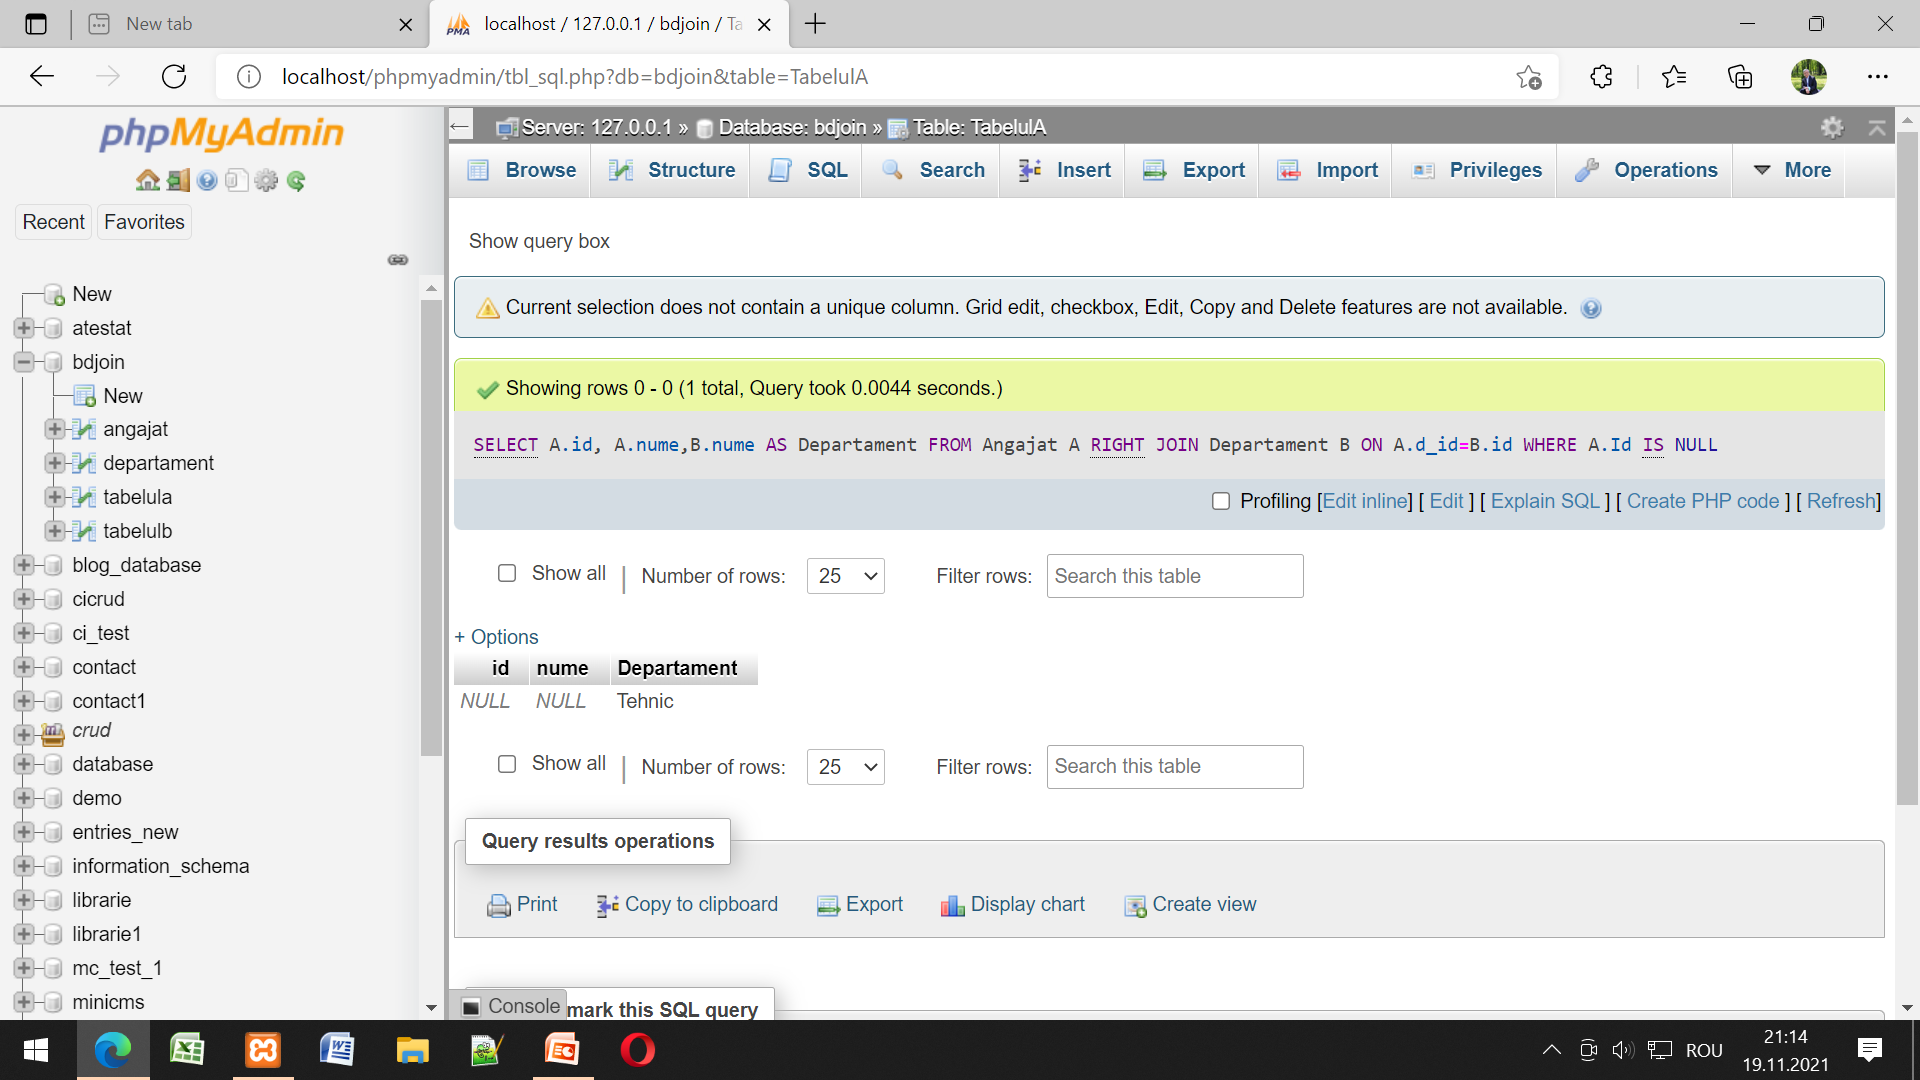 New tab
localhost / 127.0.0.1 / bdjoin / Ta
localhost/phpmyadmin/tbl_sql.php?db=bdjoin&table=TabelulA
phpMyAdmin
Recent Favorites
New
atestat
bdjoin
New
angajat
departament
tabelula
tabelulb
blog_database
cicrud
ci_test
contact
contact1
crud
database
demo
entries_new
information_schema
librarie
librarie1
mc_test_1
minicms
Server: 127.0.0.1 » Database: bdjoin » Table: TabelulA
Browse Structure SQL Search Insert Export Import Privileges Operations More
Show query box
Current selection does not contain a unique column. Grid edit, checkbox, Edit, Copy and Delete features are not available.
Showing rows 0 - 0 (1 total, Query took 0.0044 seconds.)
SELECT A.id, A.nume,B.nume AS Departament FROM Angajat A RIGHT JOIN Departament B ON A.d_id=B.id WHERE A.Id IS NULL
Profiling [Edit inline] [ Edit ] [ Explain SQL ] [ Create PHP code ] [ Refresh]
Show all | Number of rows: 25 Filter rows: Search this table
+ Options
id nume Departament
NULL NULL Tehnic
Show all | Number of rows: 25 Filter rows: Search this table
Query results operations
Print Copy to clipboard Export Display chart Create view
Console mark this SQL query
ROU
21:14
19.11.2021